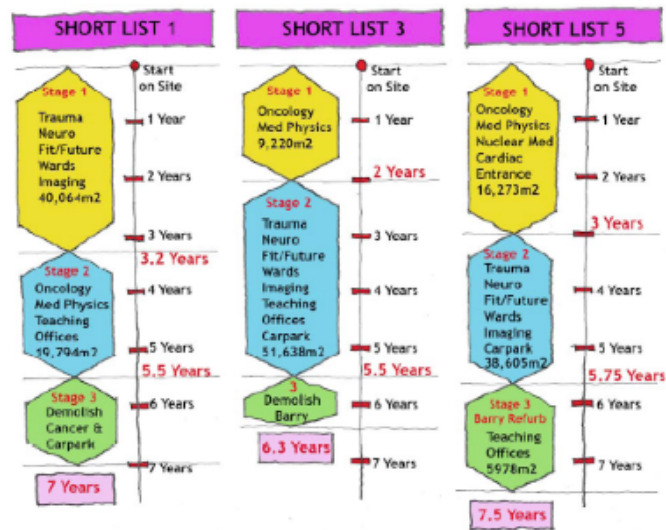 SHORT LIST 1
Start
on Site
Stage 1
Trauma
Neuro
Fit/Future
Wards
Imaging
40,064m2
1 Year
2 Years
3 Years
3.2 Years
Stage 2
Oncology
Med Physics
Teaching
Offices
19,794m2
4 Years
5 Years
5.5 Years
Stage 3
Demolish
Cancer &
Carpark
6 Years
7 Years
7 Years
SHORT LIST 3
Start
on Site
Stage 1
Oncology
Med Physics
9,220m2
1 Year
2 Years
Stage 2
Trauma
Neuro
Fit/Future
Wards
Imaging
Teaching
Offices
Carpark
51,638m2
3 Years
4 Years
5 Years
5.5 Years
3
Demolish
Barry
6 Years
6.3 Years
7 Years
SHORT LIST 5
Start
on Site
Stage 1
Oncology
Med Physics
Nuclear Med
Cardiac
Entrance
16,273m2
1 Year
2 Years
3 Years
Stage 2
Trauma
Neuro
Fit/Future
Wards
Imaging
Carpark
38,605m2
4 Years
5 Years
5.75 Years
Stage 3
Barry Refurb
Teaching
Offices
5978m2
6 Years
7 Years
7.5 Years